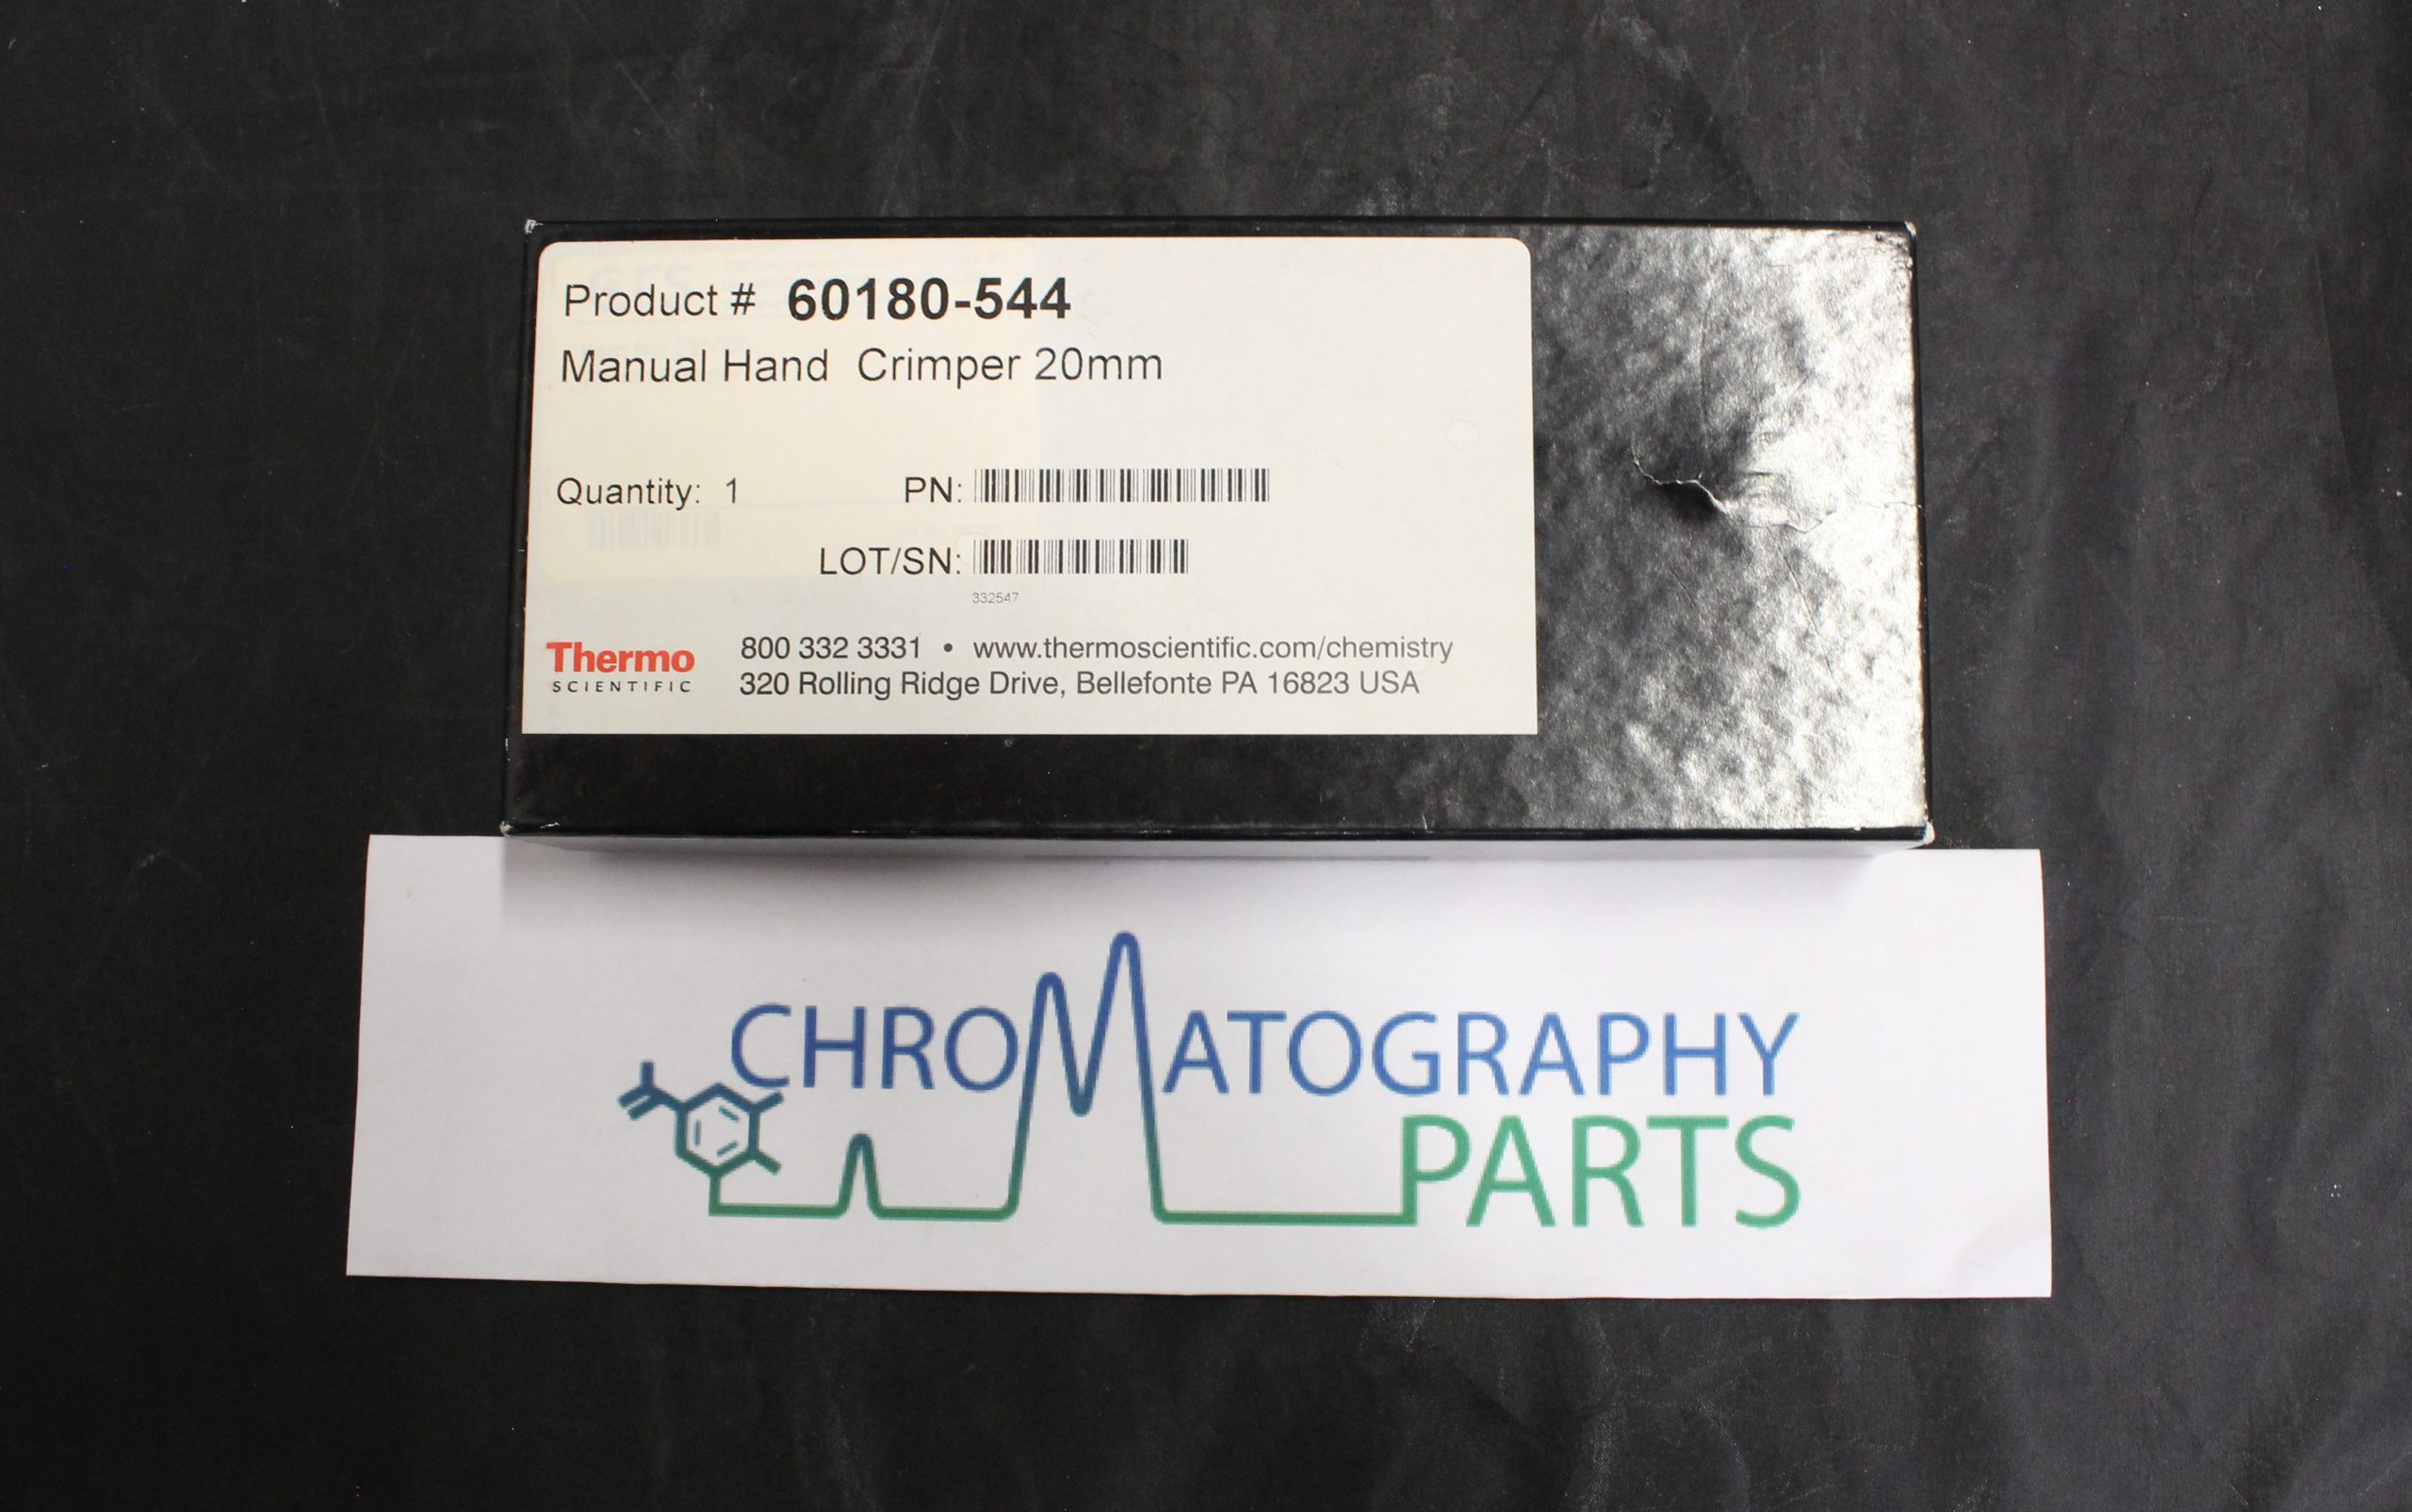 Product # 60180-544
Manual Hand Crimper 20mm
Quantity: 1 PN:
LOT/SN:
332547
Thermo
SCIENTIFIC
800 332 3331 • www.thermoscientific.com/chemistry
320 Rolling Ridge Drive, Bellefonte PA 16823 USA
CHROMATOGRAPHY
PARTS